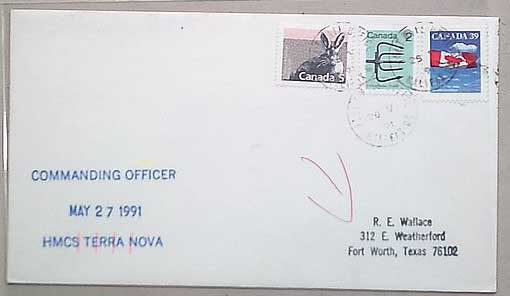 Canada 5
Canada 2
CANADA 39
COMMANDING OFFICER
MAY 27 1991
HMCS TERRA NOVA
R. E. Wallace
312 E. Weatherford
Fort Worth, Texas 76102